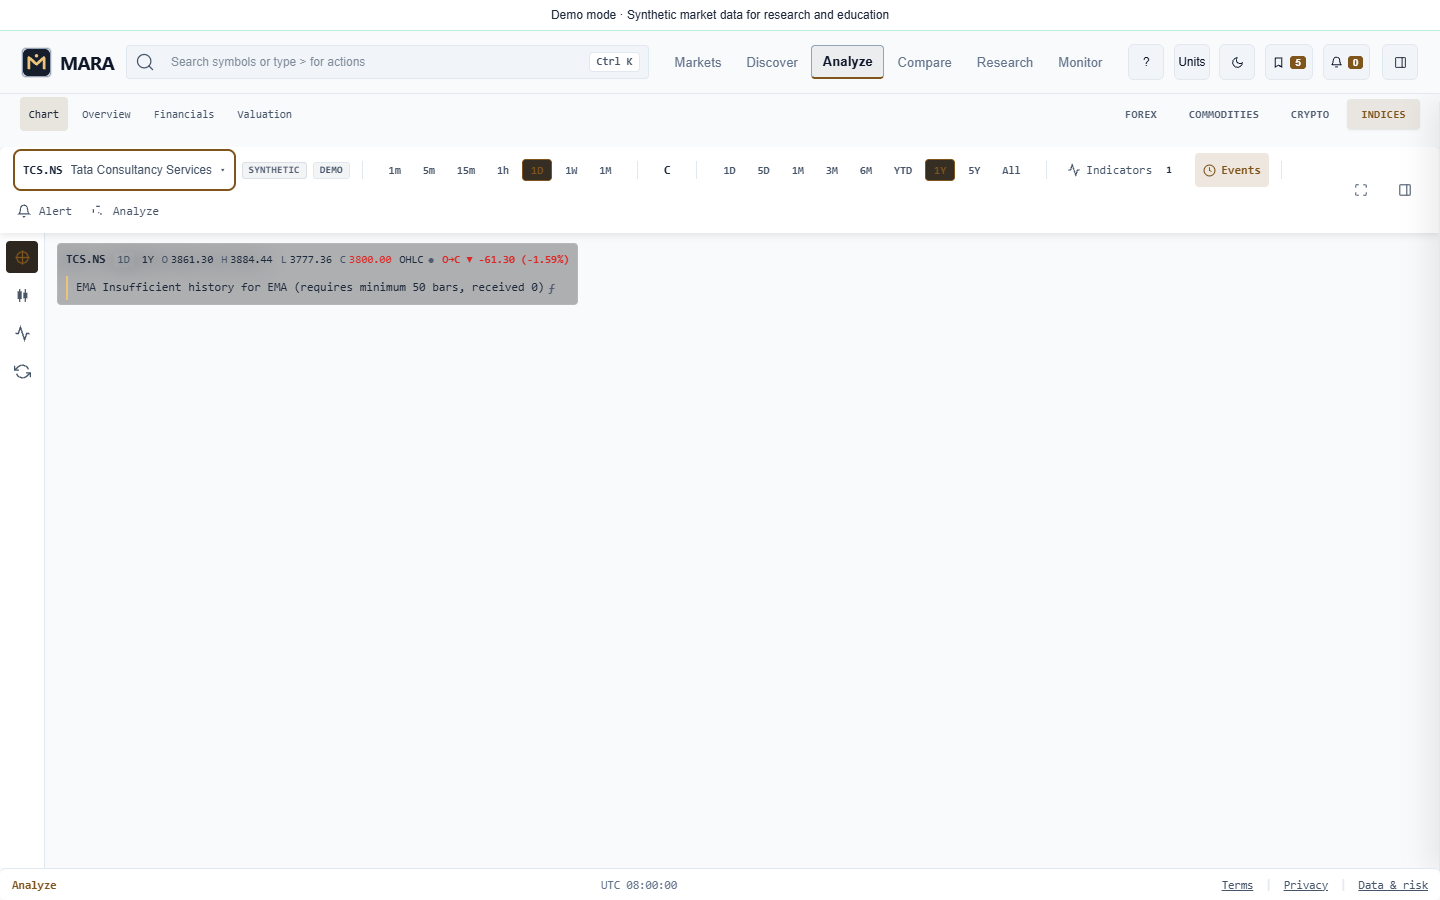 Demo mode · Synthetic market data for research and education
MARA
Search symbols or type > for actions
Ctrl K
Markets Discover Analyze Compare Research Monitor
? Units 5 0
Chart Overview Financials Valuation
FOREX COMMODITIES CRYPTO INDICES
TCS.NS Tata Consultancy Services SYNTHETIC DEMO 1m 5m 15m 1h 1D 1W 1M C 1D 5D 1M 3M 6M YTD 1Y 5Y All Indicators 1 Events
Alert Analyze
TCS.NS 1D 1Y O 3861.30 H 3884.44 L 3777.36 C 3800.00 OHLC ● O→C ▼ -61.30 (-1.59%)
EMA Insufficient history for EMA (requires minimum 50 bars, received 0) ƒ
Analyze
UTC 08:00:00
Terms Privacy Data & risk